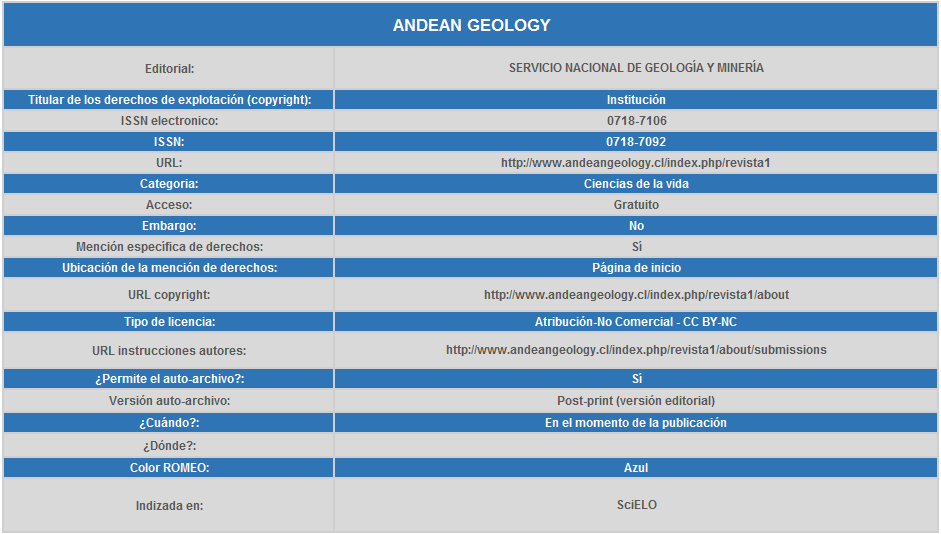 ANDEAN GEOLOGY
Editorial: SERVICIO NACIONAL DE GEOLOGÍA Y MINERÌA
Titular de los derechos de explotación (copyright): Institución
ISSN electronico: 0718-7106
ISSN: 0718-7092
URL: http://www.andeangeology.cl/index.php/revista1
Categoria: Ciencias de la vida
Acceso: Gratuito
Embargo: No
Mención específica de derechos: Sí
Ubicación de la mención de derechos: Página de inicio
URL copyright: http://www.andeangeology.cl/index.php/revista1/about
Tipo de licencia: Atribución-No Comercial - CC BY-NC
URL instrucciones autores: http://www.andeangeology.cl/index.php/revista1/about/submissions
¿Permite el auto-archivo?: Sí
Versión auto-archivo: Post-print (versión editorial)
¿Cuándo?: En el momento de la publicación
¿Dónde?:
Color ROMEO: Azul
Indizada en: SciELO